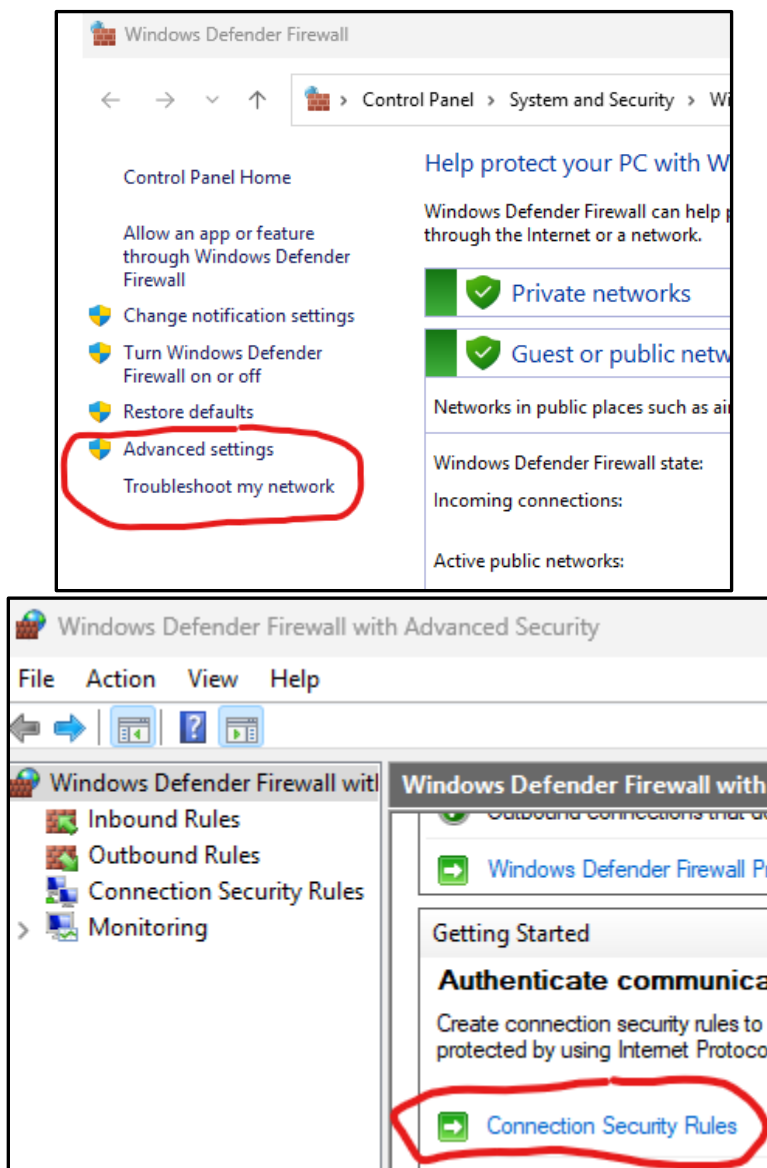 Windows Defender Firewall
Control Panel > System and Security >
Control Panel Home
Allow an app or feature
through Windows Defender
Firewall
Change notification settings
Turn Windows Defender
Firewall on or off
Restore defaults
Advanced settings
Troubleshoot my network
Help protect your PC with W
Windows Defender Firewall can help
through the Internet or a network.
Private networks
Guest or public netw
Networks in public places such as ai
Windows Defender Firewall state:
Incoming connections:
Active public networks:
Windows Defender Firewall with Advanced Security
File Action View Help
Windows Defender Firewall with
Inbound Rules
Outbound Rules
Connection Security Rules
Monitoring
Windows Defender Firewall with
Outbound connections that d
Windows Defender Firewall P
Getting Started
Authenticate communica
Create connection security rules to
protected by using Internet Protoco
Connection Security Rules